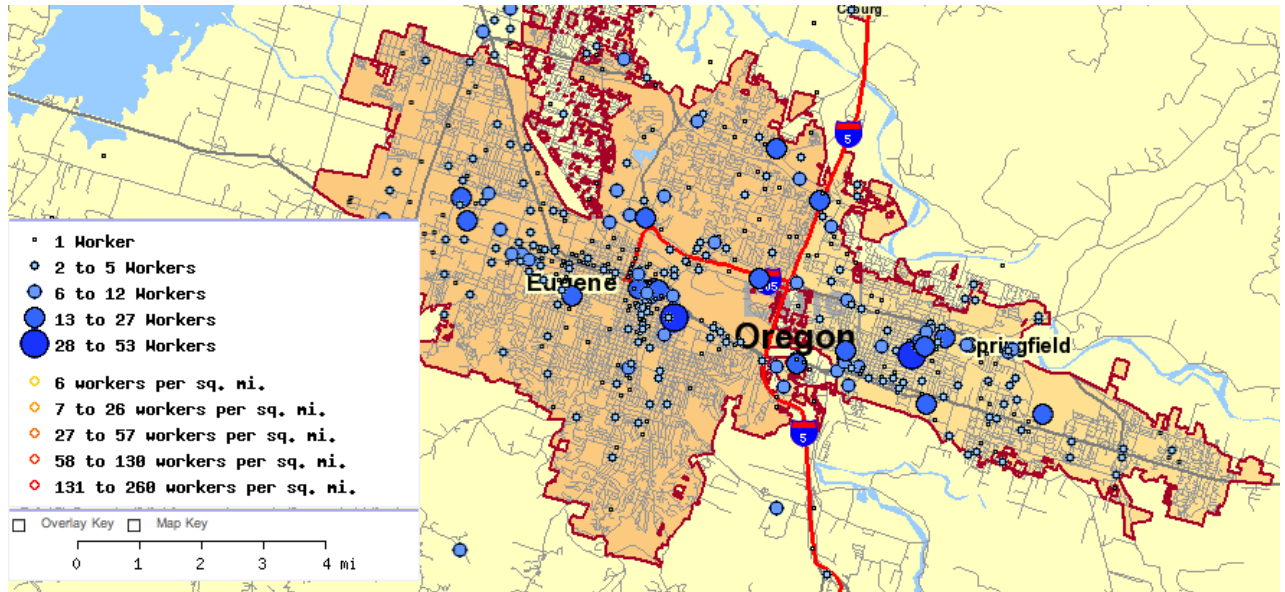 Coburg
5
1 Worker
2 to 5 Workers
6 to 12 Workers
13 to 27 Workers
28 to 53 Workers
6 workers per sq. mi.
7 to 26 workers per sq. mi.
27 to 57 workers per sq. mi.
58 to 130 workers per sq. mi.
131 to 260 workers per sq. mi.
Overlay Key
Map Key
0 1 2 3 4 mi
Eugene
Oregon
Springfield
5